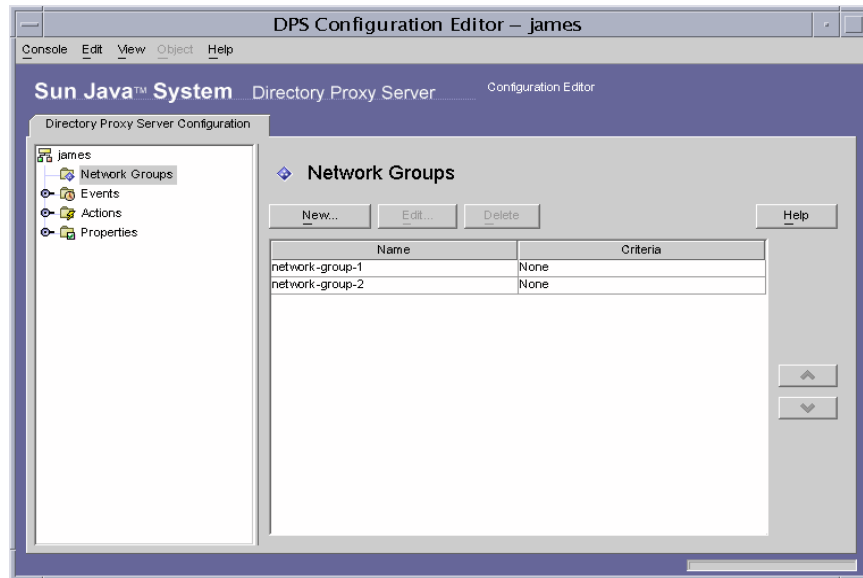 DPS Configuration Editor – james
Console Edit View Object Help
Sun Java™ System Directory Proxy Server Configuration Editor
Directory Proxy Server Configuration
james
Network Groups
Events
Actions
Properties
Network Groups
New... Edit... Delete Help
Name Criteria
network-group-1 None
network-group-2 None